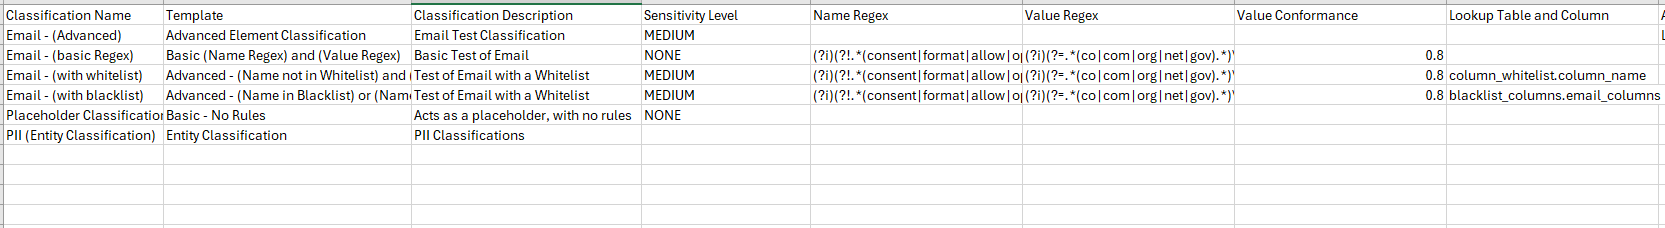 Classification Name Template Classification Description Sensitivity Level Name Regex Value Regex Value Conformance Lookup Table and Column
Email - (Advanced) Advanced Element Classification Email Test Classification MEDIUM
Email - (basic Regex) Basic (Name Regex) and (Value Regex) Basic Test of Email NONE (?i)(?!.*(consent|format|allow|o (?i)(?=.*(co|com|org|net|gov).*) 0.8
Email - (with whitelist) Advanced - (Name not in Whitelist) and ( Test of Email with a Whitelist MEDIUM (?i)(?!.*(consent|format|allow|o (?i)(?=.*(co|com|org|net|gov).*) 0.8 column_whitelist.column_name
Email - (with blacklist) Advanced - (Name in Blacklist) or (Nam Test of Email with a Whitelist MEDIUM (?i)(?!.*(consent|format|allow|o (?i)(?=.*(co|com|org|net|gov).*) 0.8 blacklist_columns.email_columns
Placeholder Classification Basic - No Rules Acts as a placeholder, with no rules NONE
PII (Entity Classification) Entity Classification PII Classifications